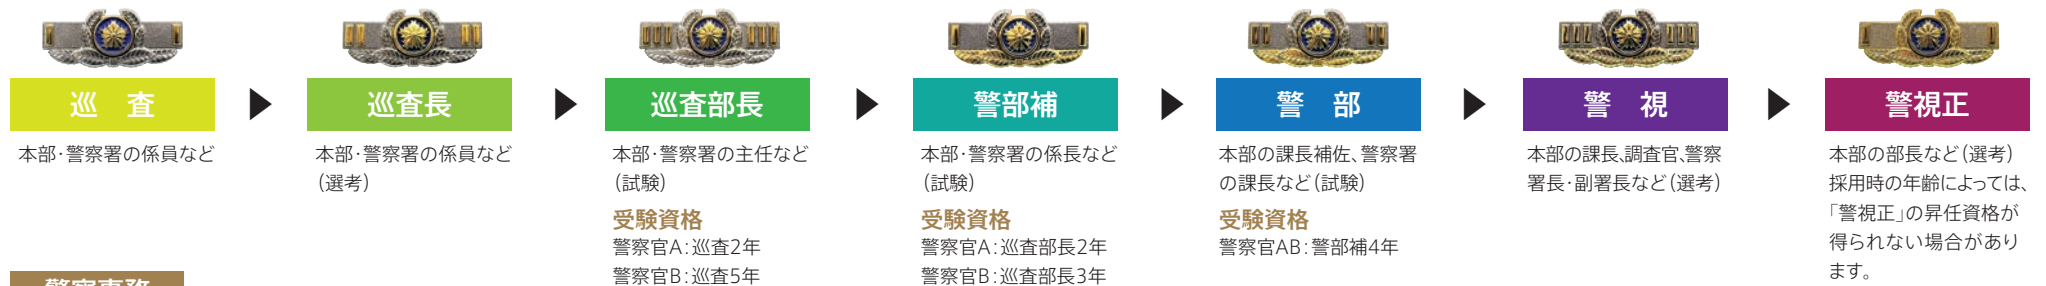 巡　査
本部・警察署の係員など
巡査長
本部・警察署の係員など
（選考）
巡査部長
本部・警察署の主任など
（試験）
受験資格
警察官A：巡査2年
警察官B：巡査5年
警部補
本部・警察署の係長など
（試験）
受験資格
警察官A：巡査部長2年
警察官B：巡査部長3年
警　部
本部の課長補佐、警察署
の課長など（試験）
受験資格
警察官AB：警部補4年
警　視
本部の課長、調査官、警察
署長・副署長など（選考）
警視正
本部の部長など（選考）
採用時の年齢によっては、
「警視正」の昇任資格が
得られない場合があり
ます。